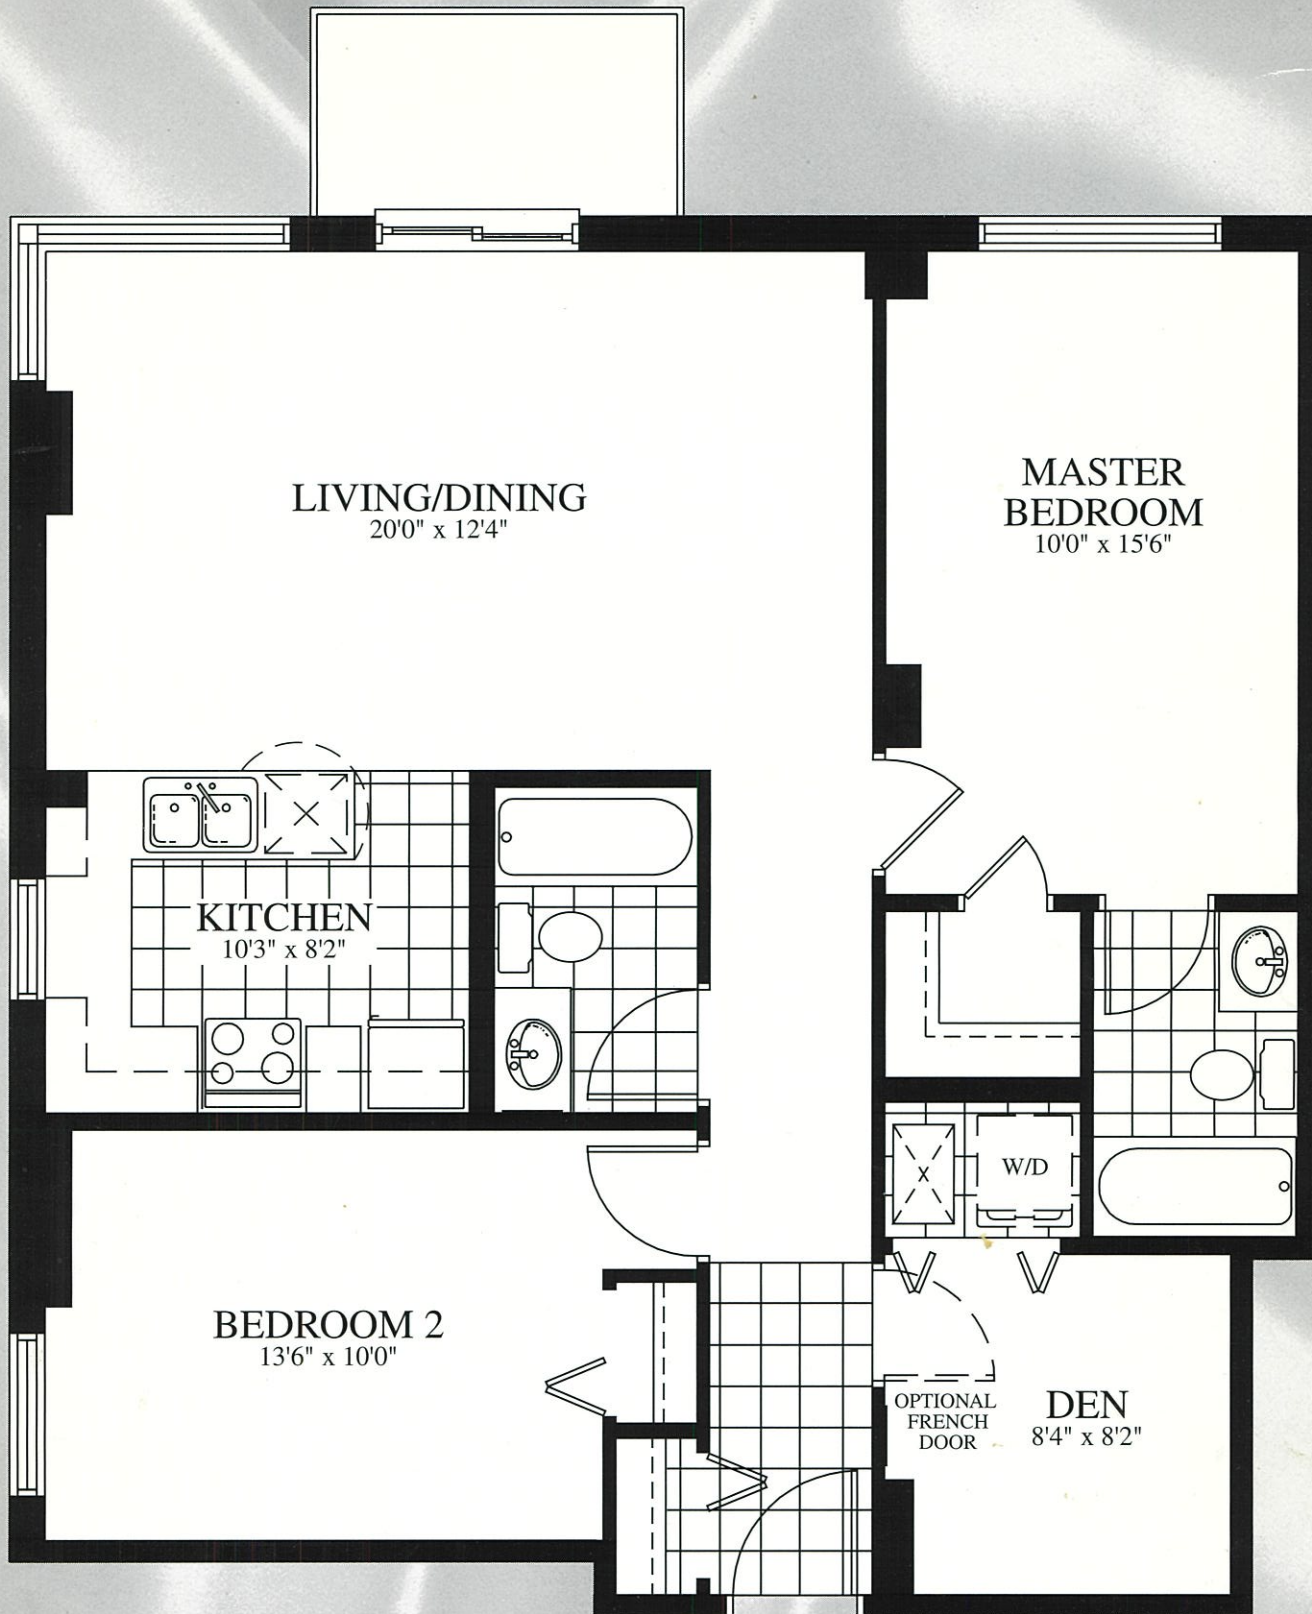 LIVING/DINING
20'0" x 12'4"
MASTER
BEDROOM
10'0" x 15'6"
KITCHEN
10'3" x 8'2"
W/D
BEDROOM 2
13'6" x 10'0"
OPTIONAL
FRENCH
DOOR
DEN
8'4" x 8'2"